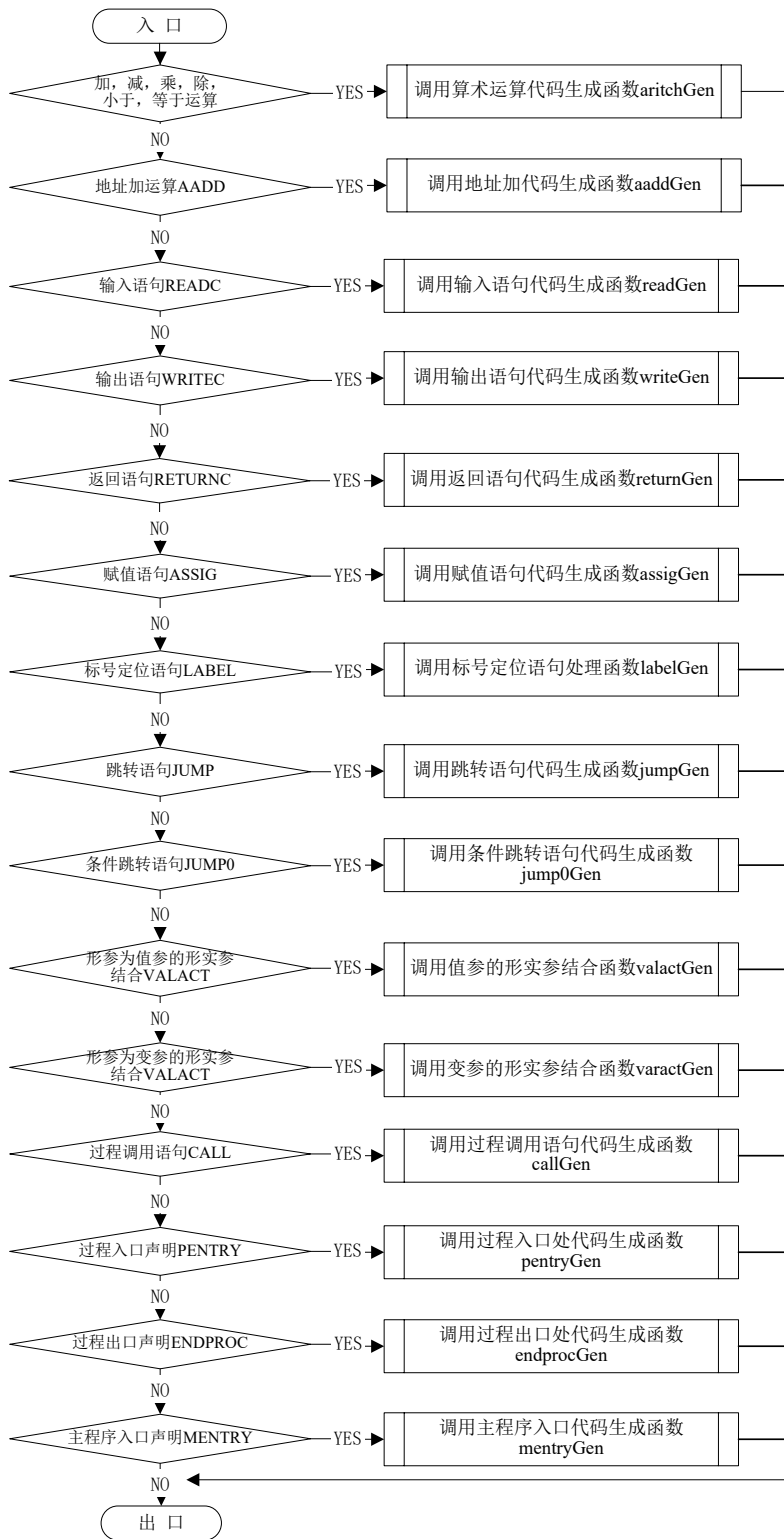 入 口
加，减，乘，除，
小于，等于运算
YES
调用算术运算代码生成函数aritchGen
NO
地址加运算AADD
YES
调用地址加代码生成函数aaddGen
NO
输入语句READC
YES
调用输入语句代码生成函数readGen
NO
输出语句WRITEC
YES
调用输出语句代码生成函数writeGen
NO
返回语句RETURNC
YES
调用返回语句代码生成函数returnGen
NO
赋值语句ASSIG
YES
调用赋值语句代码生成函数assigGen
NO
标号定位语句LABEL
YES
调用标号定位语句处理函数labelGen
NO
跳转语句JUMP
YES
调用跳转语句代码生成函数jumpGen
NO
条件跳转语句JUMP0
YES
调用条件跳转语句代码生成函数
jump0Gen
NO
形参为值参的形实参
结合VALACT
YES
调用值参的形实参结合函数valactGen
NO
形参为变参的形实参
结合VALACT
YES
调用变参的形实参结合函数varactGen
NO
过程调用语句CALL
YES
调用过程调用语句代码生成函数
callGen
NO
过程入口声明PENTRY
YES
调用过程入口处代码生成函数
pentryGen
NO
过程出口声明ENDPROC
YES
调用过程出口处代码生成函数
endprocGen
NO
主程序入口声明MENTRY
YES
调用主程序入口代码生成函数
mentryGen
NO
出 口